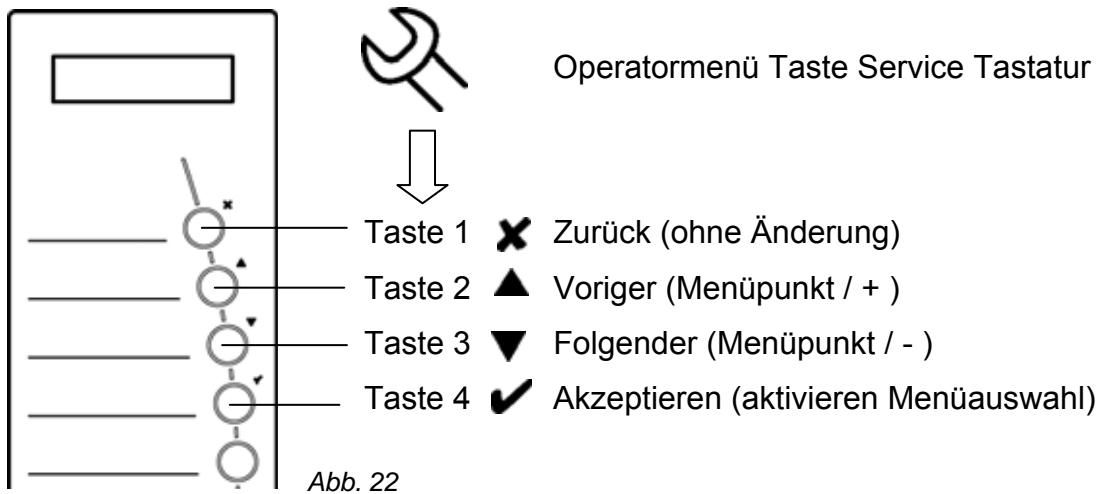 Operatormenü Taste Service Tastatur
Taste 1 ✘ Zurück (ohne Änderung)
Taste 2 ▲ Voriger (Menüpunkt / + )
Taste 3 ▼ Folgender (Menüpunkt / - )
Taste 4 ✔ Akzeptieren (aktivieren Menüauswahl)
Abb. 22